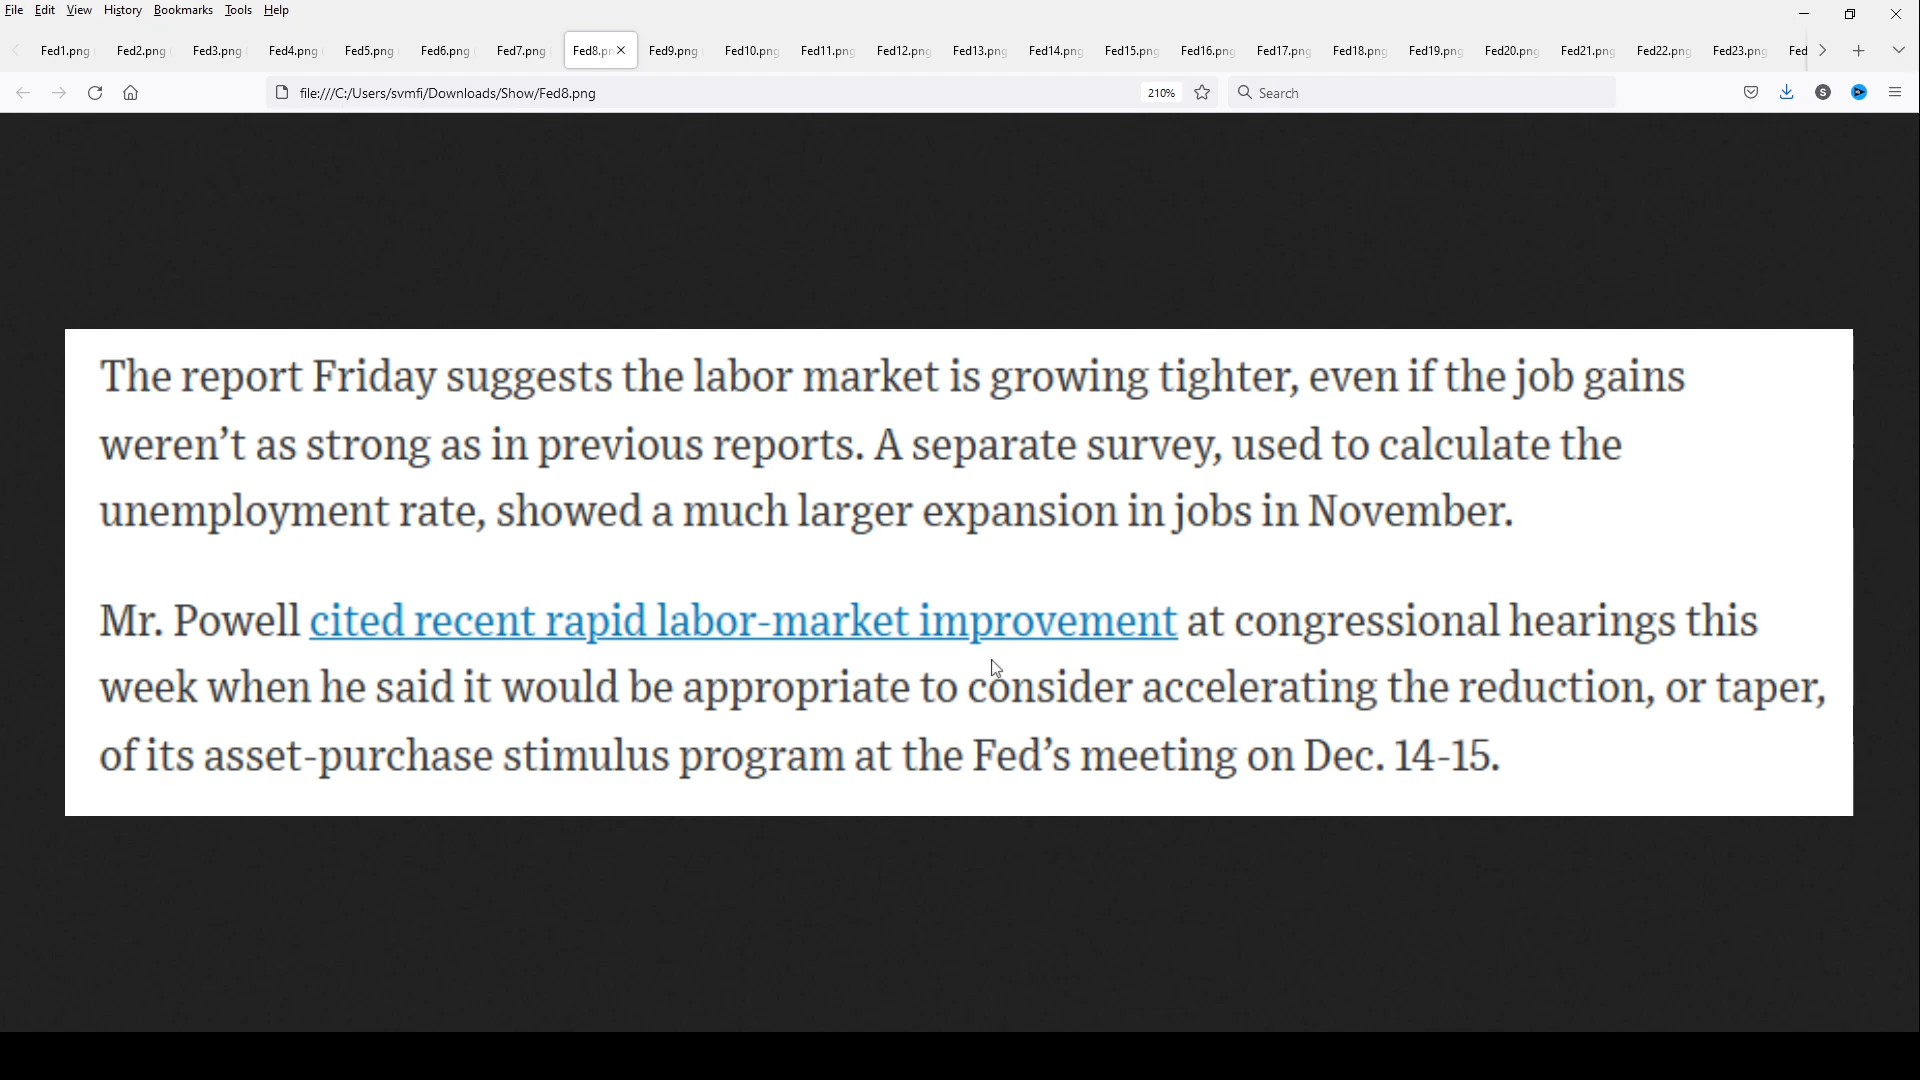 File Edit View History Bookmarks Tools Help
Fed1.png Fed2.png Fed3.png Fed4.png Fed5.png Fed6.png Fed7.png Fed8.pn Fed9.png Fed10.png Fed11.png Fed12.png Fed13.png Fed14.png Fed15.png Fed16.png Fed17.png Fed18.png Fed19.png Fed20.png Fed21.png Fed22.png Fed23.png Fed
file:///C:/Users/svmfi/Downloads/Show/Fed8.png 210% Search S
The report Friday suggests the labor market is growing tighter, even if the job gains
weren’t as strong as in previous reports. A separate survey, used to calculate the
unemployment rate, showed a much larger expansion in jobs in November.
Mr. Powell cited recent rapid labor-market improvement at congressional hearings this
week when he said it would be appropriate to consider accelerating the reduction, or taper,
of its asset-purchase stimulus program at the Fed’s meeting on Dec. 14-15.